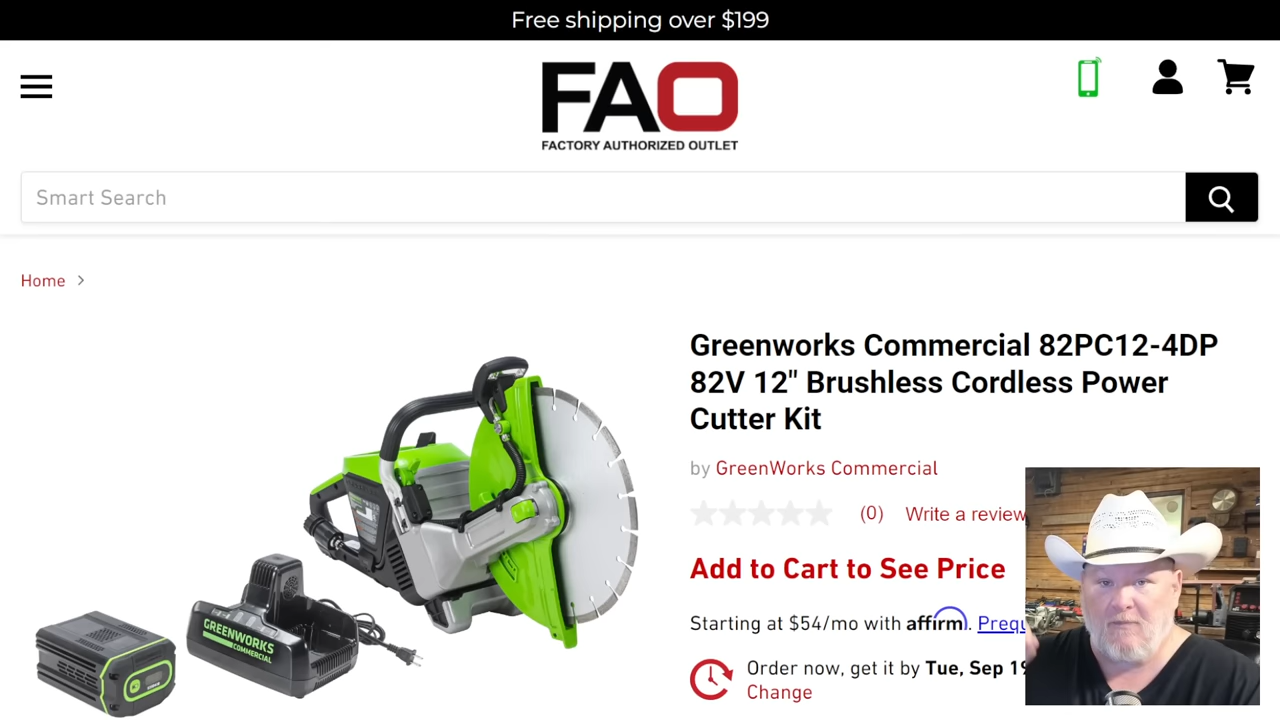 Free shipping over $199
FAO
FACTORY AUTHORIZED OUTLET
Smart Search
Home
Greenworks Commercial 82PC12-4DP
82V 12" Brushless Cordless Power
Cutter Kit
by GreenWorks Commercial
(0) Write a review
Add to Cart to See Price
Starting at $54/mo with affirm. Prequ
Order now, get it by Tue, Sep 19
Change
GREENWORKS
COMMERCIAL